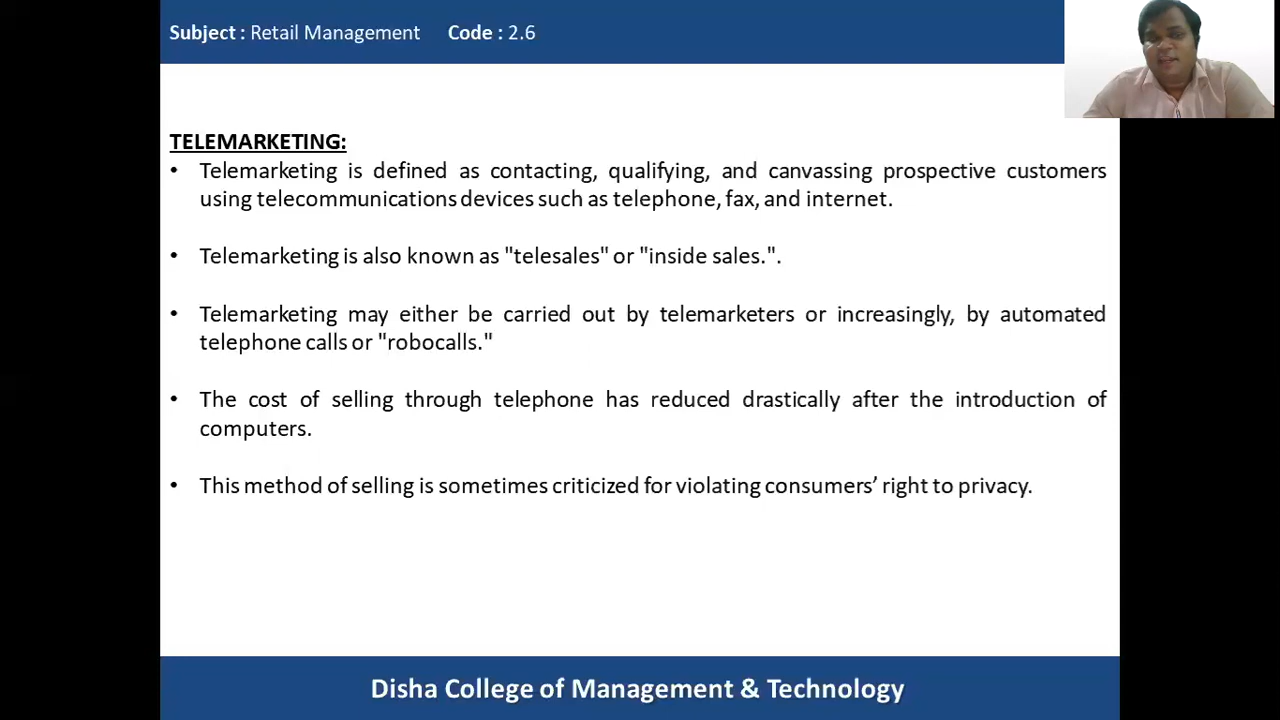 Subject : Retail Management Code : 2.6
TELEMARKETING:
• Telemarketing is defined as contacting, qualifying, and canvassing prospective customers
using telecommunications devices such as telephone, fax, and internet.
• Telemarketing is also known as "telesales" or "inside sales.".
• Telemarketing may either be carried out by telemarketers or increasingly, by automated
telephone calls or "robocalls."
• The cost of selling through telephone has reduced drastically after the introduction of
computers.
• This method of selling is sometimes criticized for violating consumers’ right to privacy.
Disha College of Management & Technology